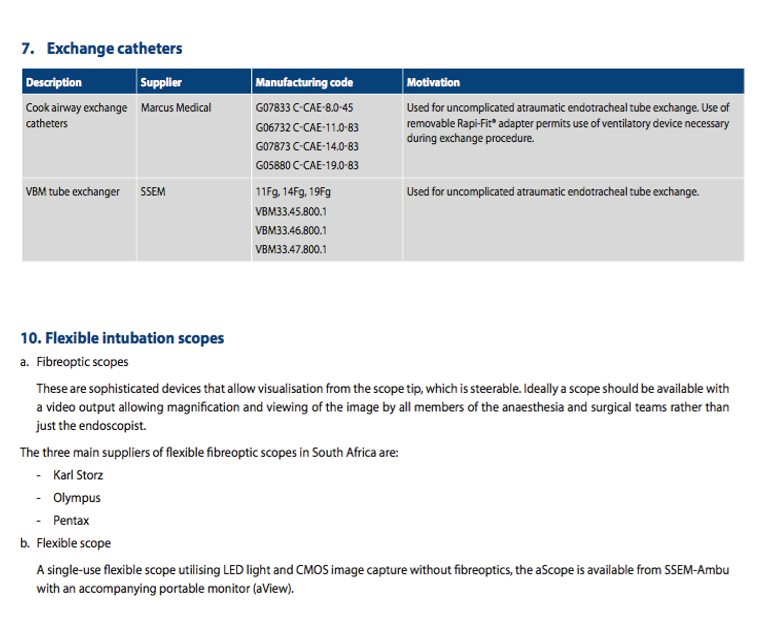 7. Exchange catheters
Description Supplier Manufacturing code Motivation
Cook airway exchange catheters Marcus Medical G07833 C-CAE-8.0-45
G06732 C-CAE-11.0-83
G07873 C-CAE-14.0-83
G05880 C-CAE-19.0-83
Used for uncomplicated atraumatic endotracheal tube exchange. Use of
removable Rapi-Fit® adapter permits use of ventilatory device necessary
during exchange procedure.
VBM tube exchanger SSEM 11Fg, 14Fg, 19Fg
VBM33.45.800.1
VBM33.46.800.1
VBM33.47.800.1
Used for uncomplicated atraumatic endotracheal tube exchange.
10. Flexible intubation scopes
a. Fibreoptic scopes
These are sophisticated devices that allow visualisation from the scope tip, which is steerable. Ideally a scope should be available with
a video output allowing magnification and viewing of the image by all members of the anaesthesia and surgical teams rather than
just the endoscopist.
The three main suppliers of flexible fibreoptic scopes in South Africa are:
- Karl Storz
- Olympus
- Pentax
b. Flexible scope
A single-use flexible scope utilising LED light and CMOS image capture without fibreoptics, the aScope is available from SSEM-Ambu
with an accompanying portable monitor (aView).